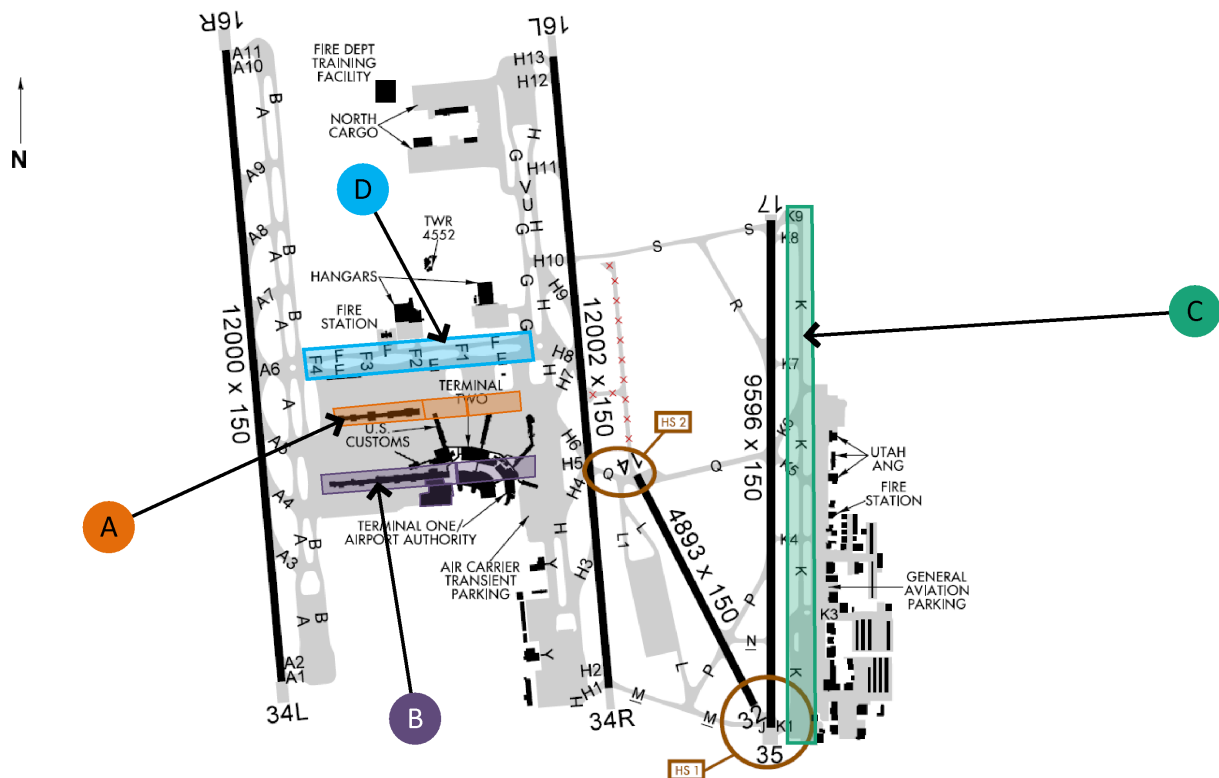 16R
16L
A11
A10
B
A
FIRE DEPT
TRAINING
FACILITY
H13
H12
N
NORTH
CARGO
H
G
H11
A9
D
V
U
H
G
17
K9
K8
TWR
4552
A8
B
A
S
S
H10
HANGARS
G
H9
H
G
R
K
C
A7
B
A
FIRE
STATION
12000 x 150
12002 x 150
9596 x 150
F4
F
F
F3
F
F2
F
F
F1
F
F
F
H8
H7
H
K7
A6
TERMINAL
TWO
A
U.S.
CUSTOMS
HS 2
H6
H5
H4
Q
14
Q
K6
K5
K
UTAH
ANG
A5
A4
FIRE
STATION
A
TERMINAL ONE/
AIRPORT AUTHORITY
B
A
A3
H
L
L1
4893 x 150
K4
K
AIR CARRIER
TRANSIENT
PARKING
Y
H3
P
GENERAL
AVIATION
PARKING
K3
B
A
N
Y
A2
A1
H2
H1
H
L
P
K
M
M
B
34L
34R
32
J
K1
35
HS 1